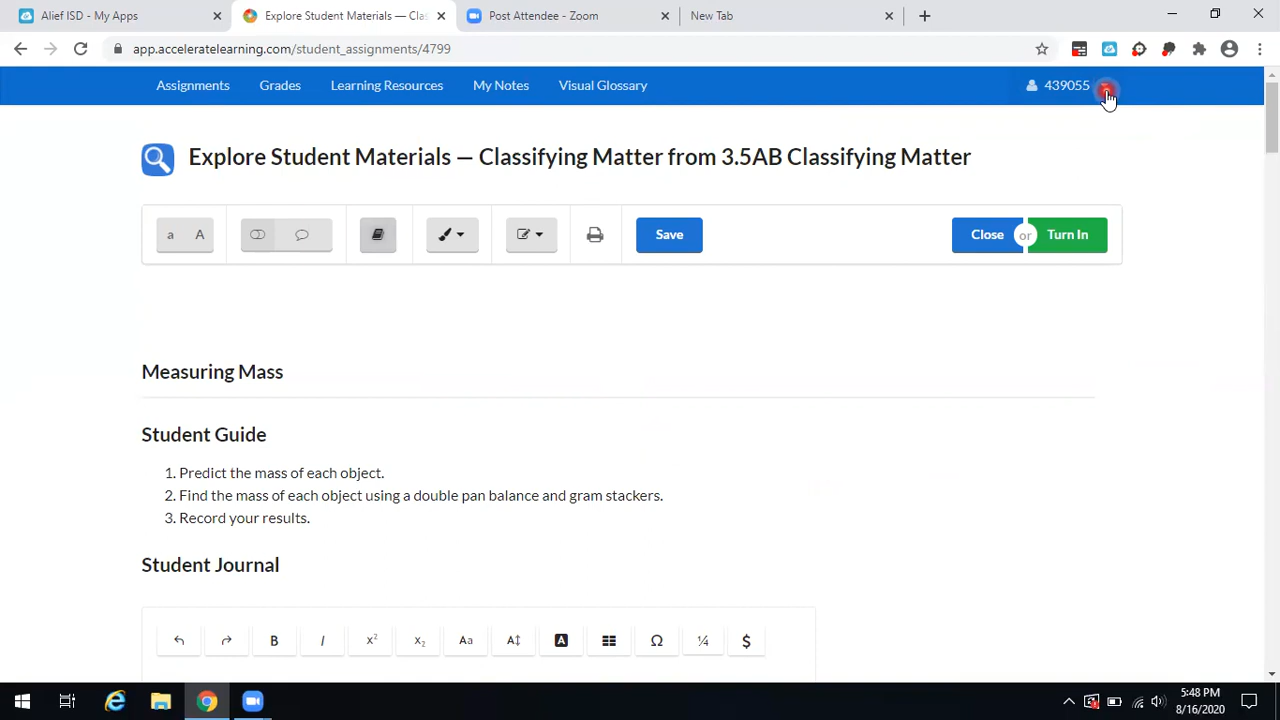 Alief ISD - My Apps
Explore Student Materials — Clas
Post Attendee - Zoom
New Tab
app.acceleratelearning.com/student_assignments/4799
Assignments
Grades
Learning Resources
My Notes
Visual Glossary
439055
Explore Student Materials — Classifying Matter from 3.5AB Classifying Matter
a A
Save
Close
or
Turn In
Measuring Mass
Student Guide
1. Predict the mass of each object.
2. Find the mass of each object using a double pan balance and gram stackers.
3. Record your results.
Student Journal
B
I
x²
x₂
Aa
A↕
A
Ω
¼
$
5:48 PM
8/16/2020